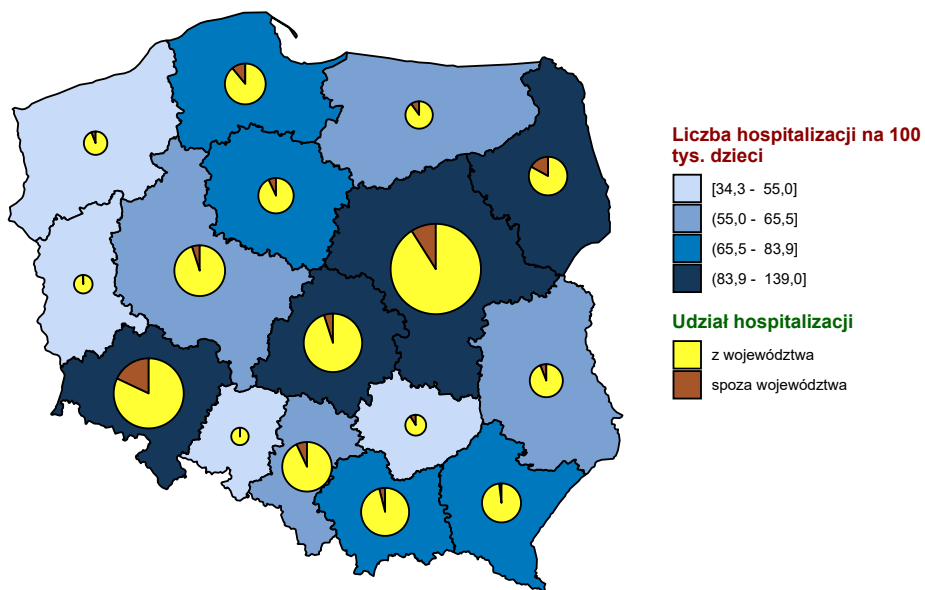 Liczba hospitalizacji na 100
tys. dzieci
[34,3 - 55,0]
(55,0 - 65,5]
(65,5 - 83,9]
(83,9 - 139,0]
Udział hospitalizacji
z województwa
spoza województwa